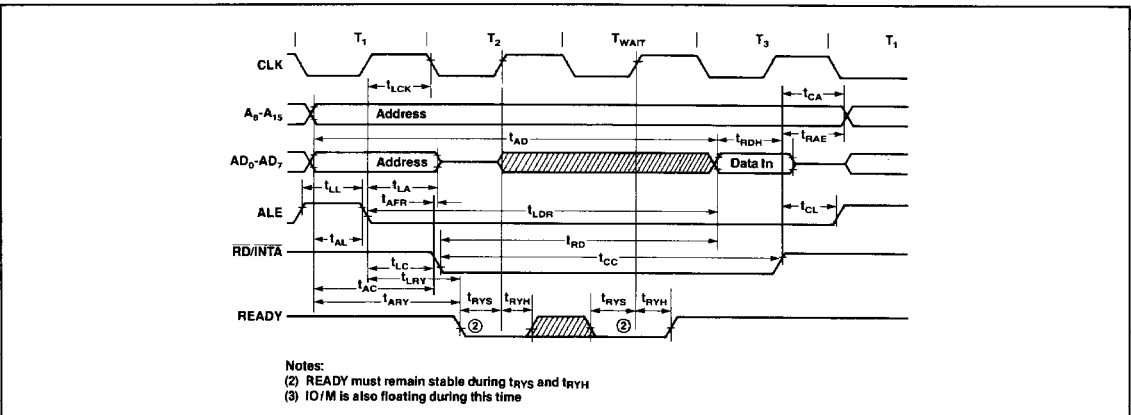 T1 T2 TWAIT T3 T1
CLK
tLCK tCA
A8-A15 Address
tAD tRDH tRAE
AD0-AD7 Address Data In
tLL tLA
tAFR tCL
ALE tLDR
tAL tRD
RD/INTA tLC tCC
tLRY
tAC
tARY
tRYS tRYH tRYS tRYH
READY ② ②
Notes:
(2) READY must remain stable during tRYS and tRYH
(3) IO/M is also floating during this time